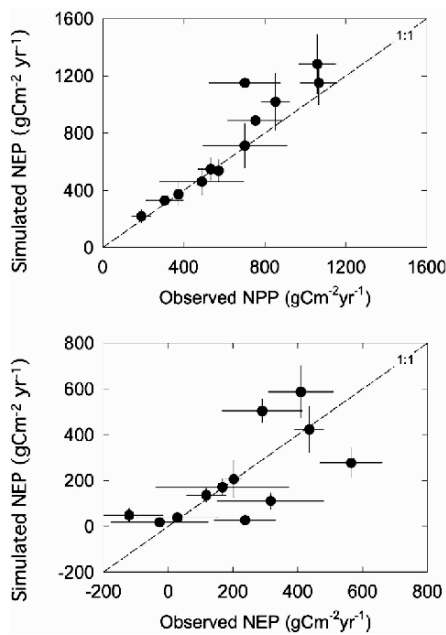 1600
1:1
1200
800
400
0
Simulated NEP (gCm-2 yr-1)
0 400 800 1200 1600
Observed NPP (gCm-2yr-1)
800
1:1
600
400
200
0
-200
Simulated NEP (gCm-2 yr-1)
-200 0 200 400 600 800
Observed NEP (gCm-2yr-1)